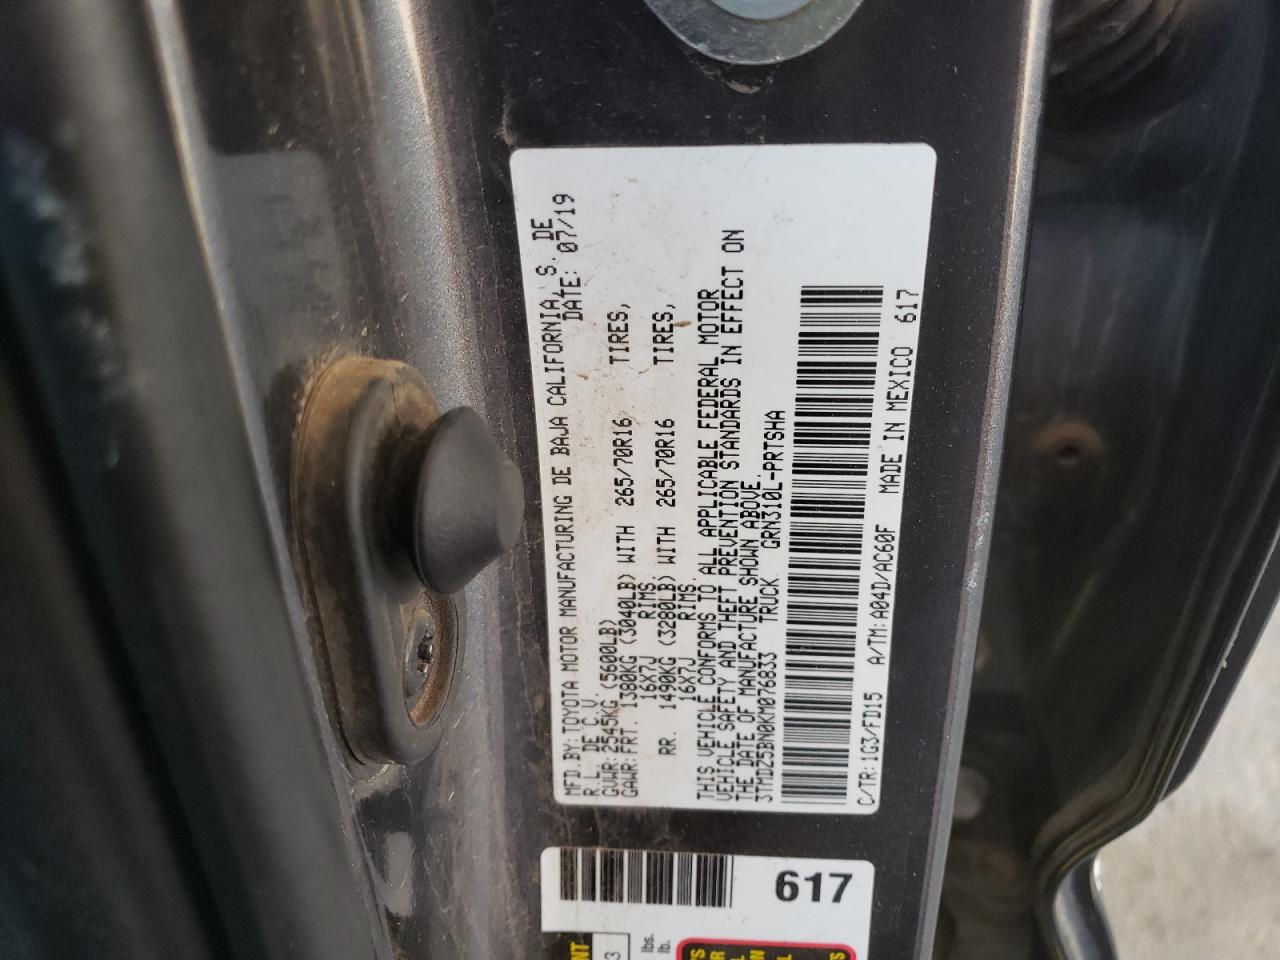 MFD.BY:TOYOTA MOTOR MANUFACTURING DE BAJA CALIFORNIA, S. DE
R.L. DE C.V. DATE: 07/19
GVWR:2545KG (5600LB)
GAWR:FRT. 1380KG (3040LB) WITH 265/70R16 TIRES,
16X7J RIMS,
RR. 1490KG (3280LB) WITH 265/70R16 TIRES,
16X7J RIMS.
THIS VEHICLE CONFORMS TO ALL APPLICABLE FEDERAL MOTOR
VEHICLE SAFETY AND THEFT PREVENTION STANDARDS IN EFFECT ON
THE DATE OF MANUFACTURE SHOWN ABOVE.
3TMDZ5BN0KM076833 TRUCK GRN310L-PRTSHA
C/TR:1G3/FD15 A/TM:A04D/AC60F MADE IN MEXICO 617
617
lbs.
lb.